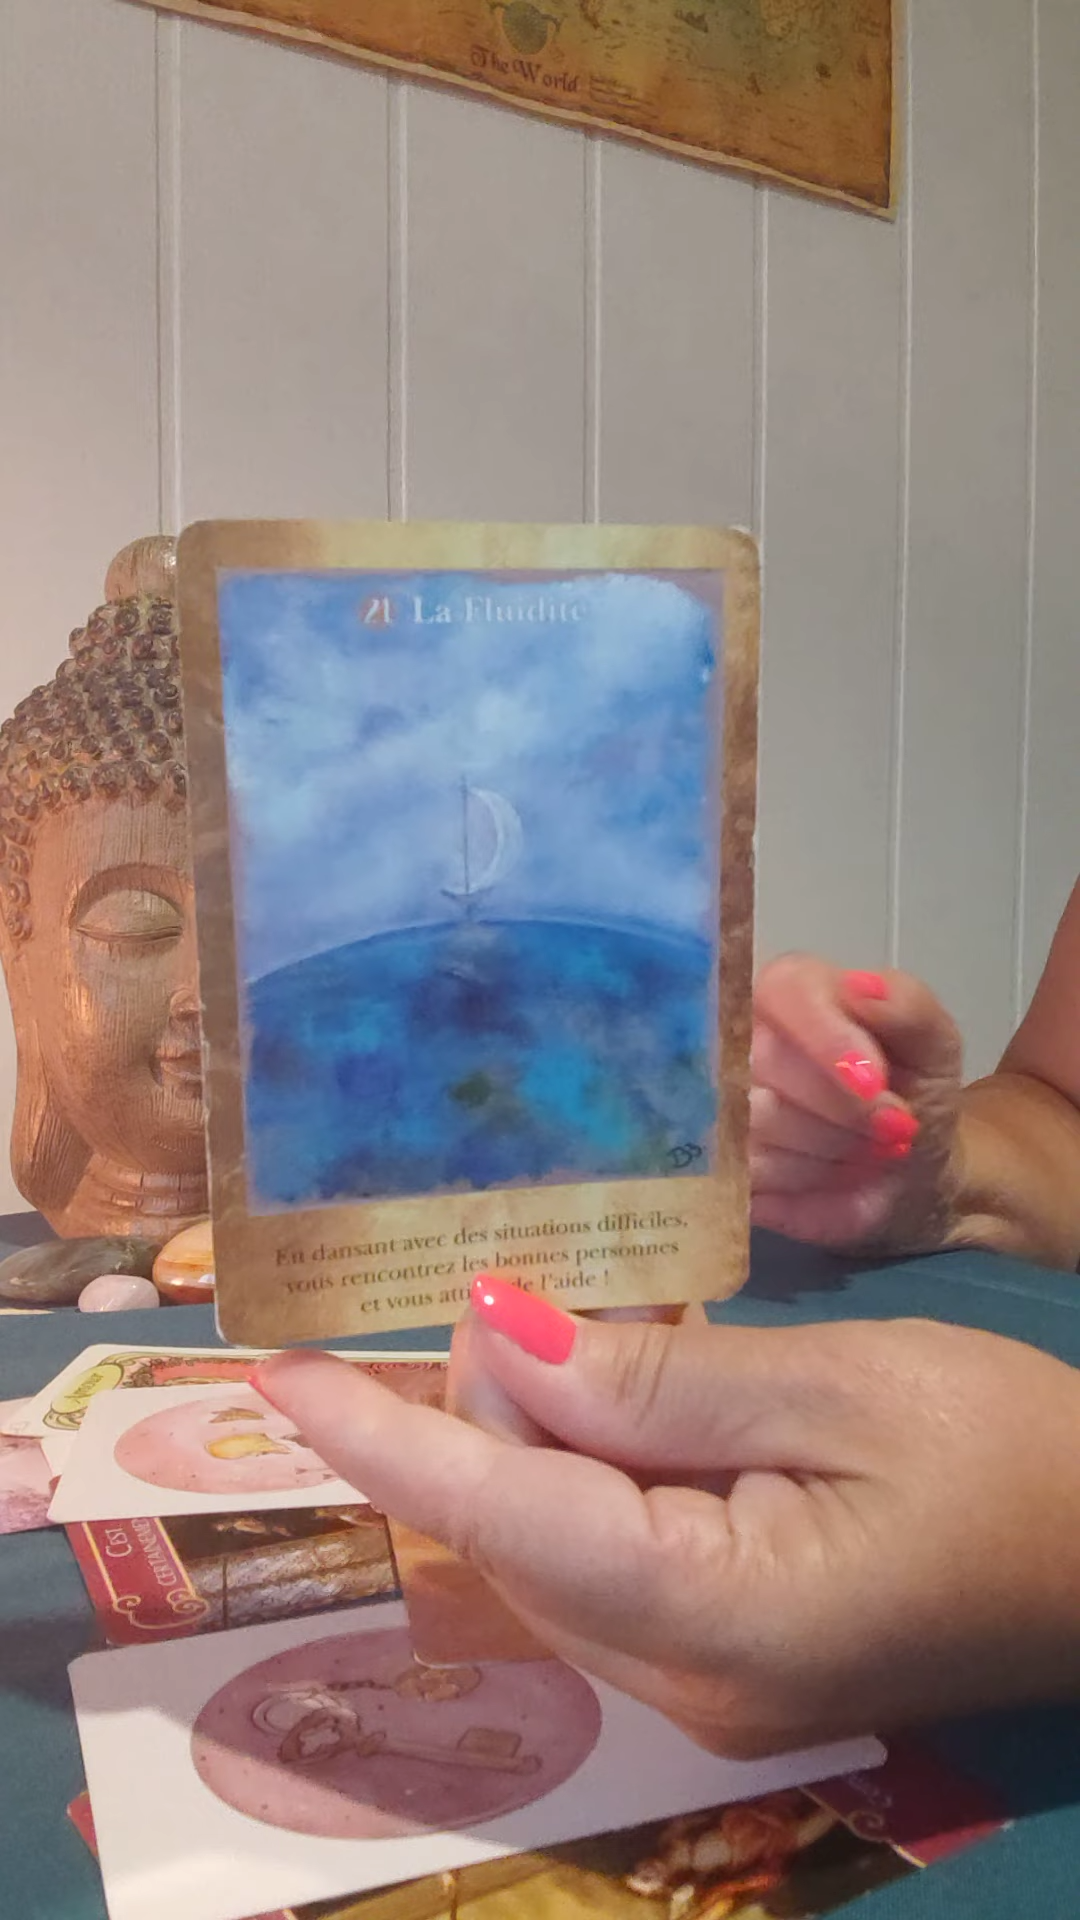 The World
21 La Fluidité
En dansant avec des situations difficiles,
vous rencontrez les bonnes personnes
et vous de l'aide !
Amour
C'EST
CERTAINEMENT